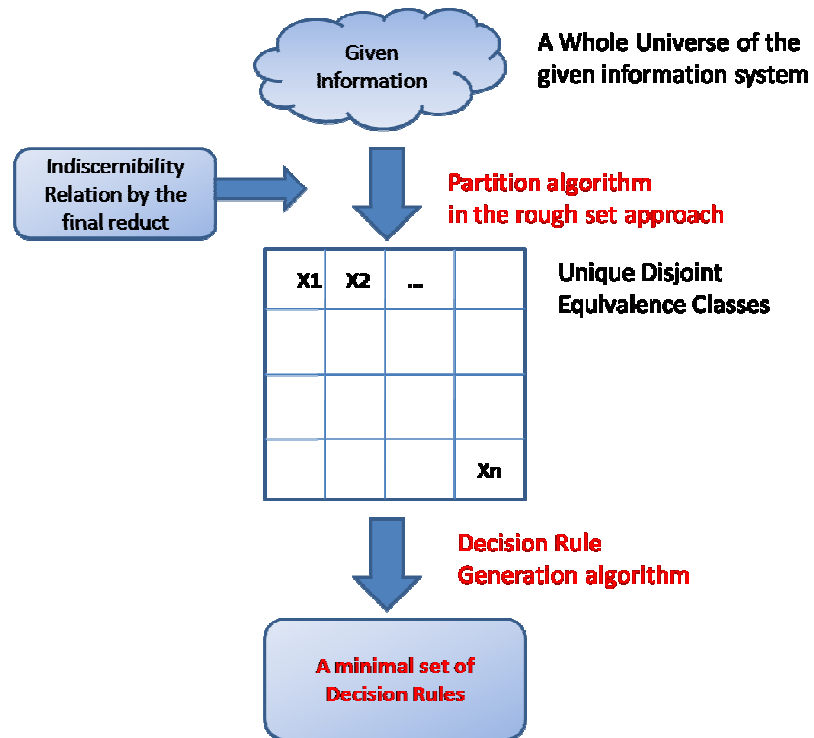 Given
Information
A Whole Universe of the
given information system
Indiscernibility
Relation by the
final reduct
Partition algorithm
in the rough set approach
X1 X2 ...
Unique Disjoint
Equivalence Classes
Xn
Decision Rule
Generation algorithm
A minimal set of
Decision Rules